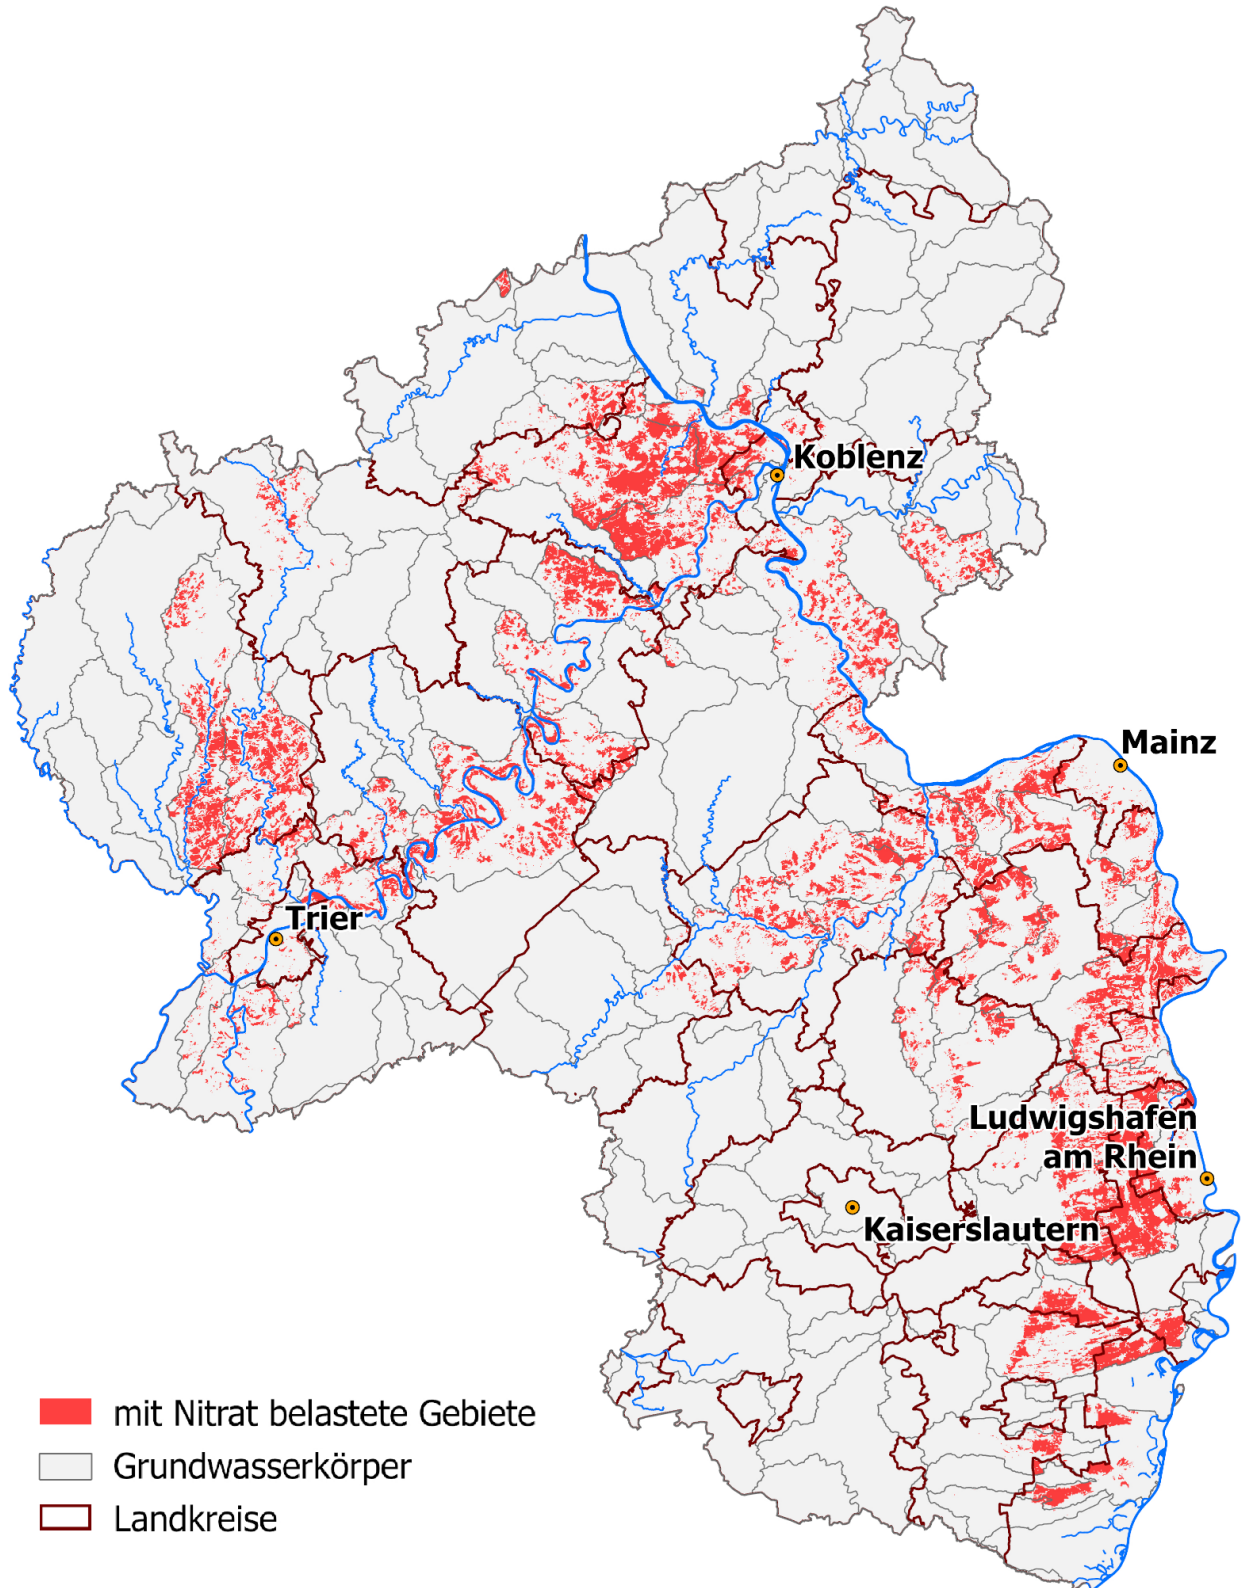 Koblenz
Mainz
Trier
Ludwigshafen
am Rhein
Kaiserslautern
mit Nitrat belastete Gebiete
Grundwasserkörper
Landkreise